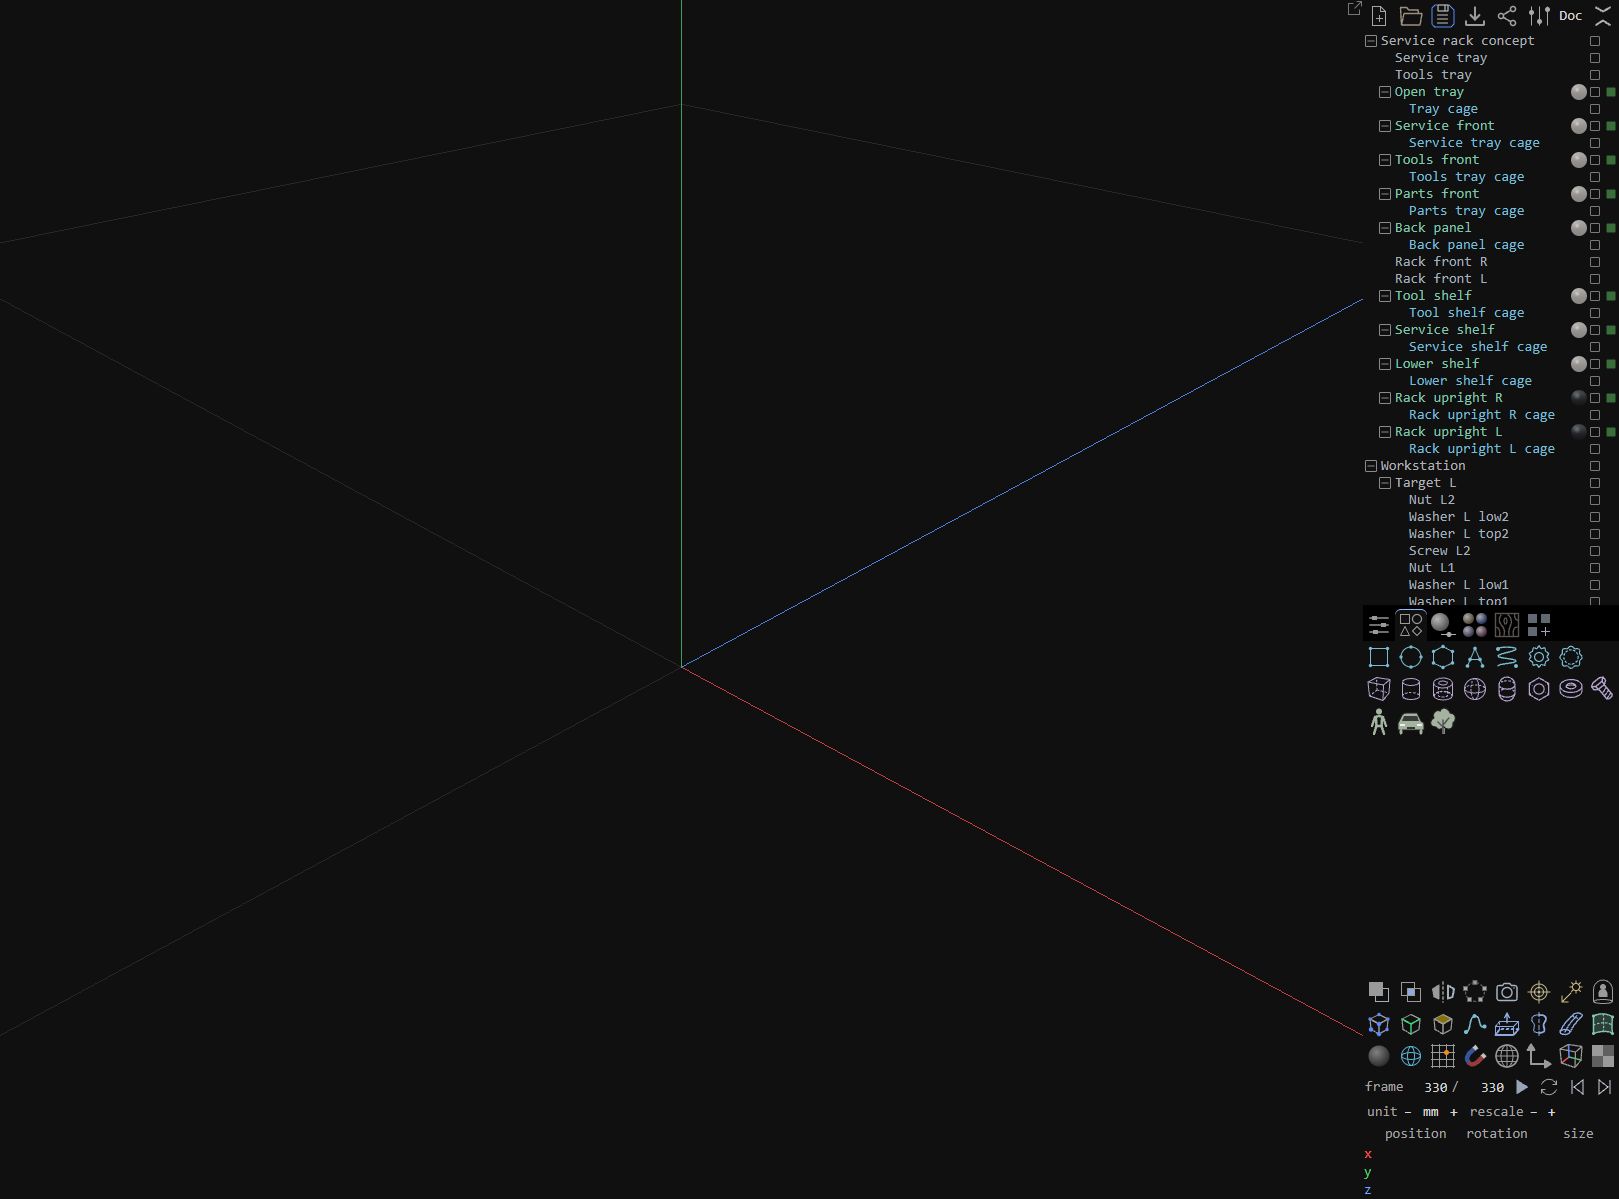 Doc
Service rack concept
Service tray
Tools tray
Open tray
Tray cage
Service front
Service tray cage
Tools front
Tools tray cage
Parts front
Parts tray cage
Back panel
Back panel cage
Rack front R
Rack front L
Tool shelf
Tool shelf cage
Service shelf
Service shelf cage
Lower shelf
Lower shelf cage
Rack upright R
Rack upright R cage
Rack upright L
Rack upright L cage
Workstation
Target L
Nut L2
Washer L low2
Washer L top2
Screw L2
Nut L1
Washer L low1
Washer L top1
frame 330 / 330
unit - mm + rescale - +
position rotation size
x
y
z